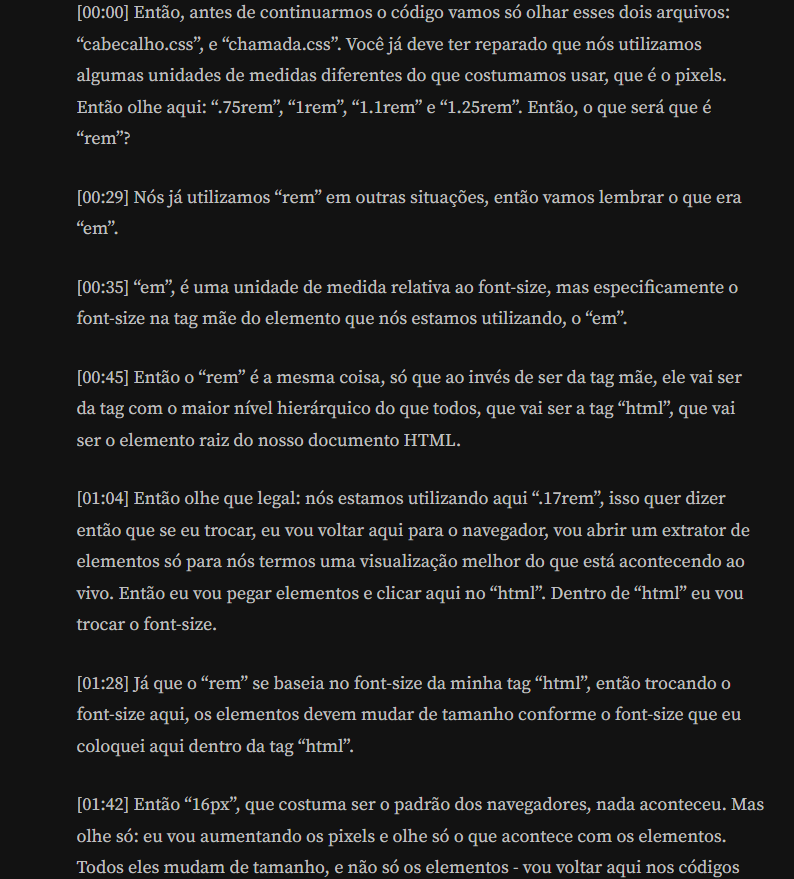 [00:00] Então, antes de continuarmos o código vamos só olhar esses dois arquivos:
“cabecalho.css”, e “chamada.css”. Você já deve ter reparado que nós utilizamos
algumas unidades de medidas diferentes do que costumamos usar, que é o pixels.
Então olhe aqui: “.75rem”, “1rem”, “1.1rem” e “1.25rem”. Então, o que será que é
“rem”?
[00:29] Nós já utilizamos “rem” em outras situações, então vamos lembrar o que era
“em”.
[00:35] “em”, é uma unidade de medida relativa ao font-size, mas especificamente o
font-size na tag mãe do elemento que nós estamos utilizando, o “em”.
[00:45] Então o “rem” é a mesma coisa, só que ao invés de ser da tag mãe, ele vai ser
da tag com o maior nível hierárquico do que todos, que vai ser a tag “html”, que vai
ser o elemento raiz do nosso documento HTML.
[01:04] Então olhe que legal: nós estamos utilizando aqui “.17rem”, isso quer dizer
então que se eu trocar, eu vou voltar aqui para o navegador, vou abrir um extrator de
elementos só para nós termos uma visualização melhor do que está acontecendo ao
vivo. Então eu vou pegar elementos e clicar aqui no “html”. Dentro de “html” eu vou
trocar o font-size.
[01:28] Já que o “rem” se baseia no font-size da minha tag “html”, então trocando o
font-size aqui, os elementos devem mudar de tamanho conforme o font-size que eu
coloquei aqui dentro da tag “html”.
[01:42] Então “16px”, que costuma ser o padrão dos navegadores, nada aconteceu. Mas
olhe só: eu vou aumentando os pixels e olhe só o que acontece com os elementos.
Todos eles mudam de tamanho, e não só os elementos - vou voltar aqui nos códigos